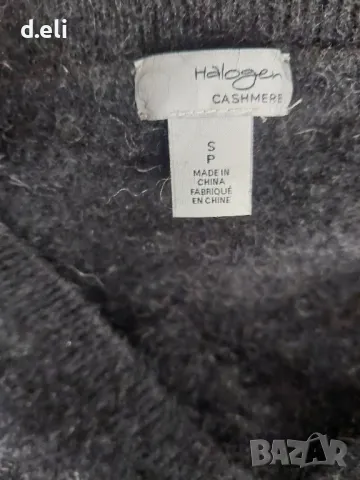 d.eli
Halogen
CASHMERE
S
P
MADE IN
CHINA
FABRIQUÉ
EN CHINE
BAZAR